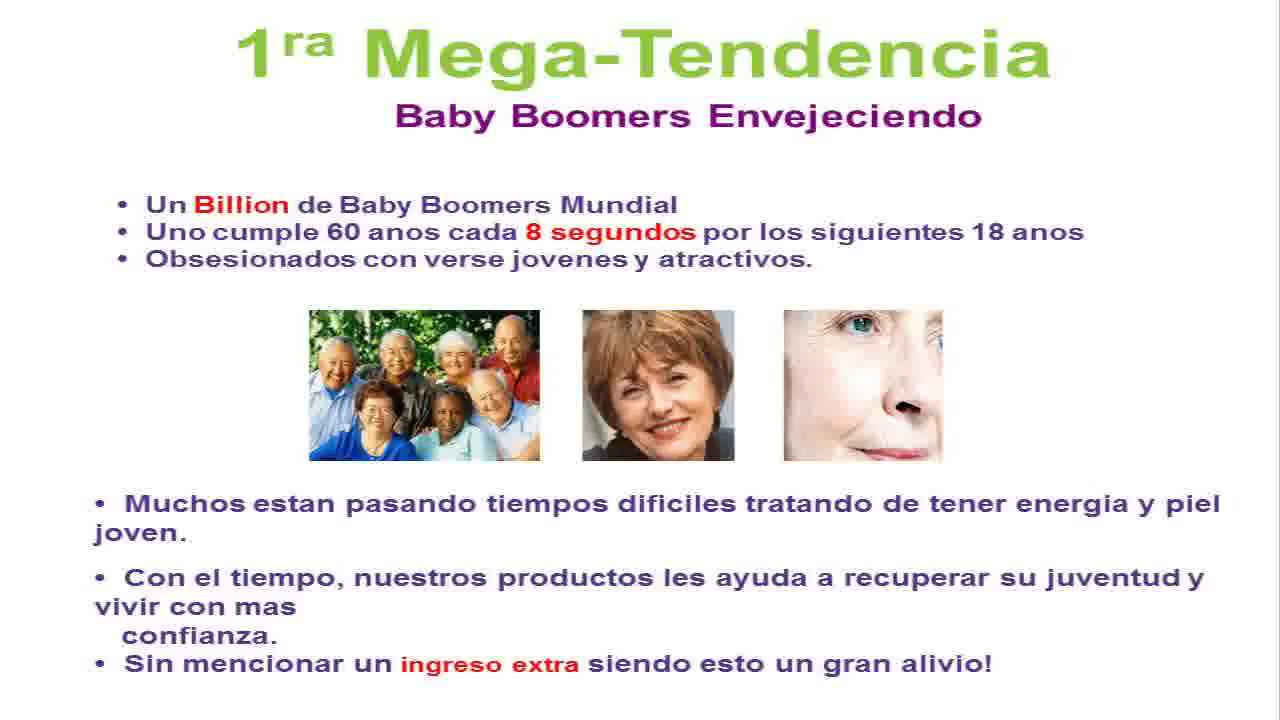 1ra Mega-Tendencia
Baby Boomers Envejeciendo
• Un Billion de Baby Boomers Mundial
• Uno cumple 60 anos cada 8 segundos por los siguientes 18 anos
• Obsesionados con verse jovenes y atractivos.
• Muchos estan pasando tiempos dificiles tratando de tener energia y piel
joven.
• Con el tiempo, nuestros productos les ayuda a recuperar su juventud y
vivir con mas
confianza.
• Sin mencionar un ingreso extra siendo esto un gran alivio!